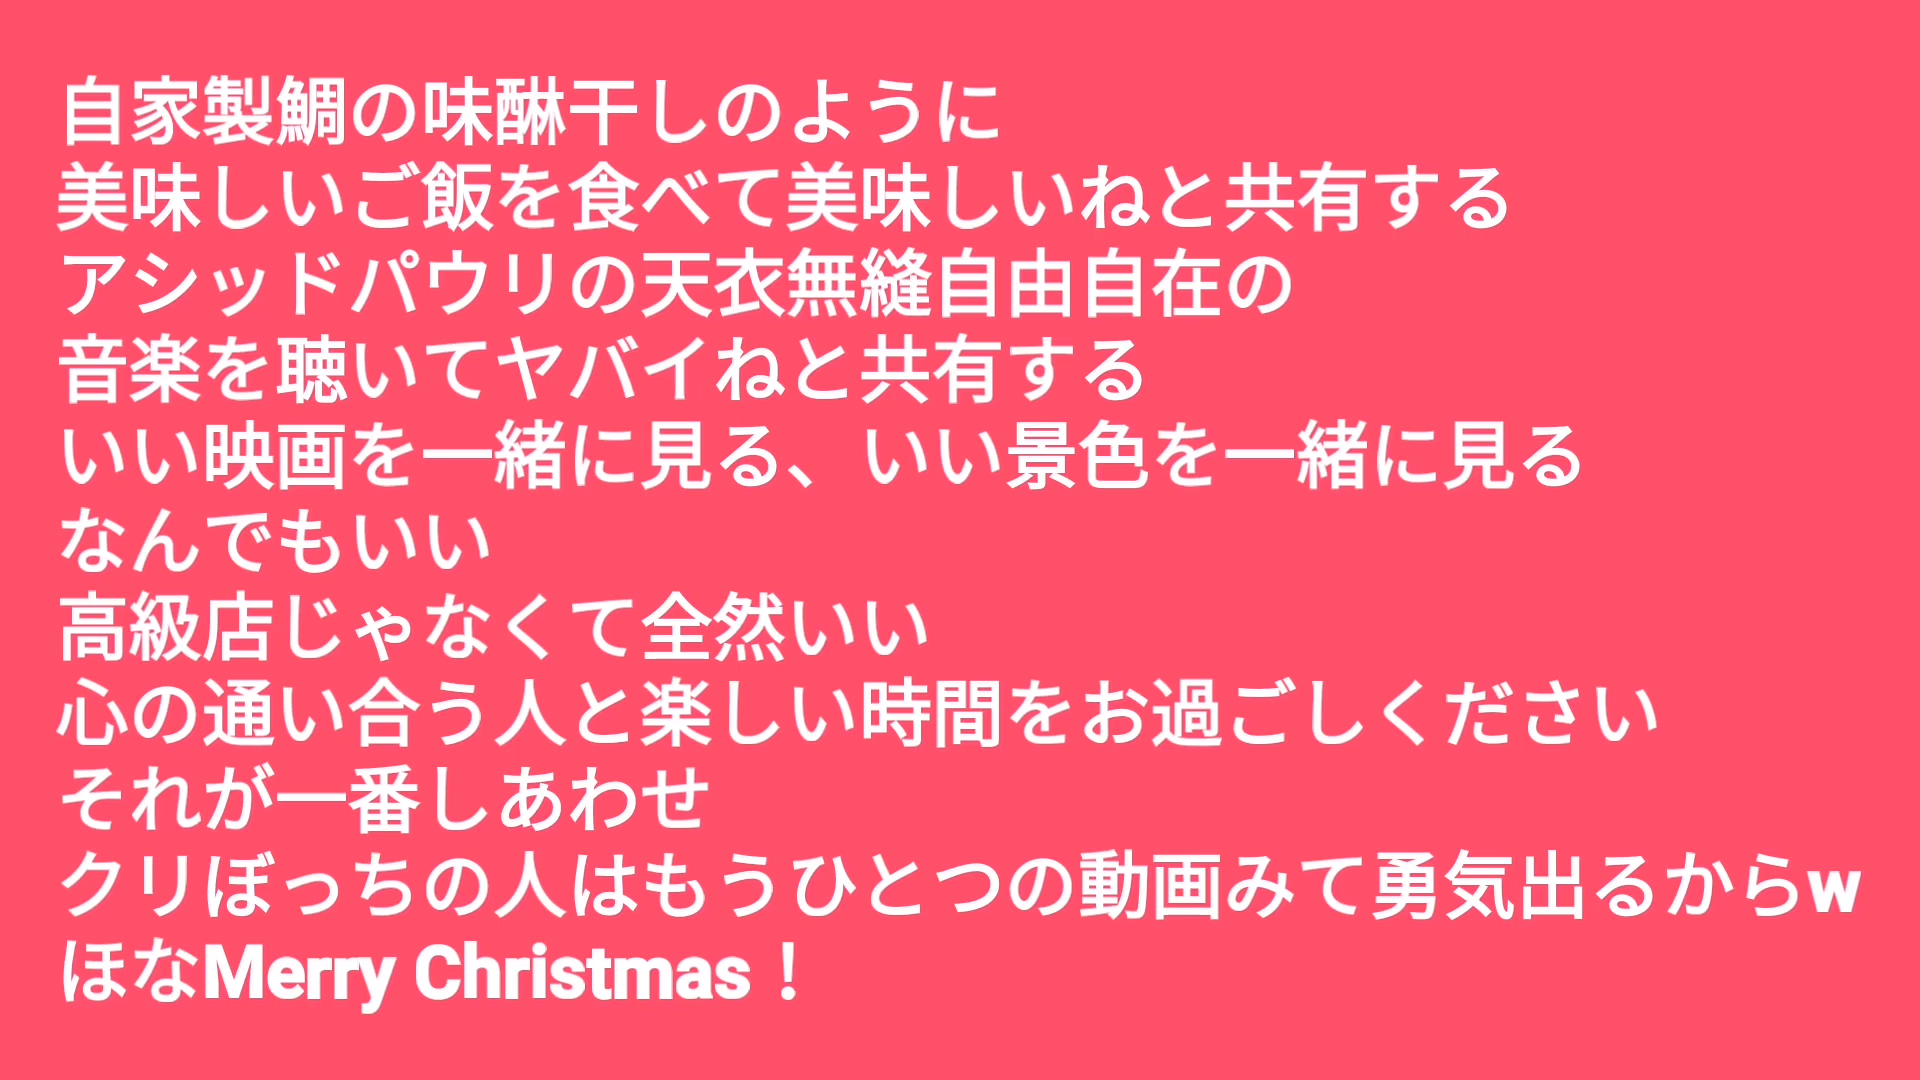 自家製鯛の味醂干しのように
美味しいご飯を食べて美味しいねと共有する
アシッドパウリの天衣無縫自由自在の
音楽を聴いてヤバイねと共有する
いい映画を一緒に見る、いい景色を一緒に見る
なんでもいい
高級店じゃなくて全然いい
心の通い合う人と楽しい時間をお過ごしください
それが一番しあわせ
クリぼっちの人はもうひとつの動画みて勇気出るからw
ほなMerry Christmas！